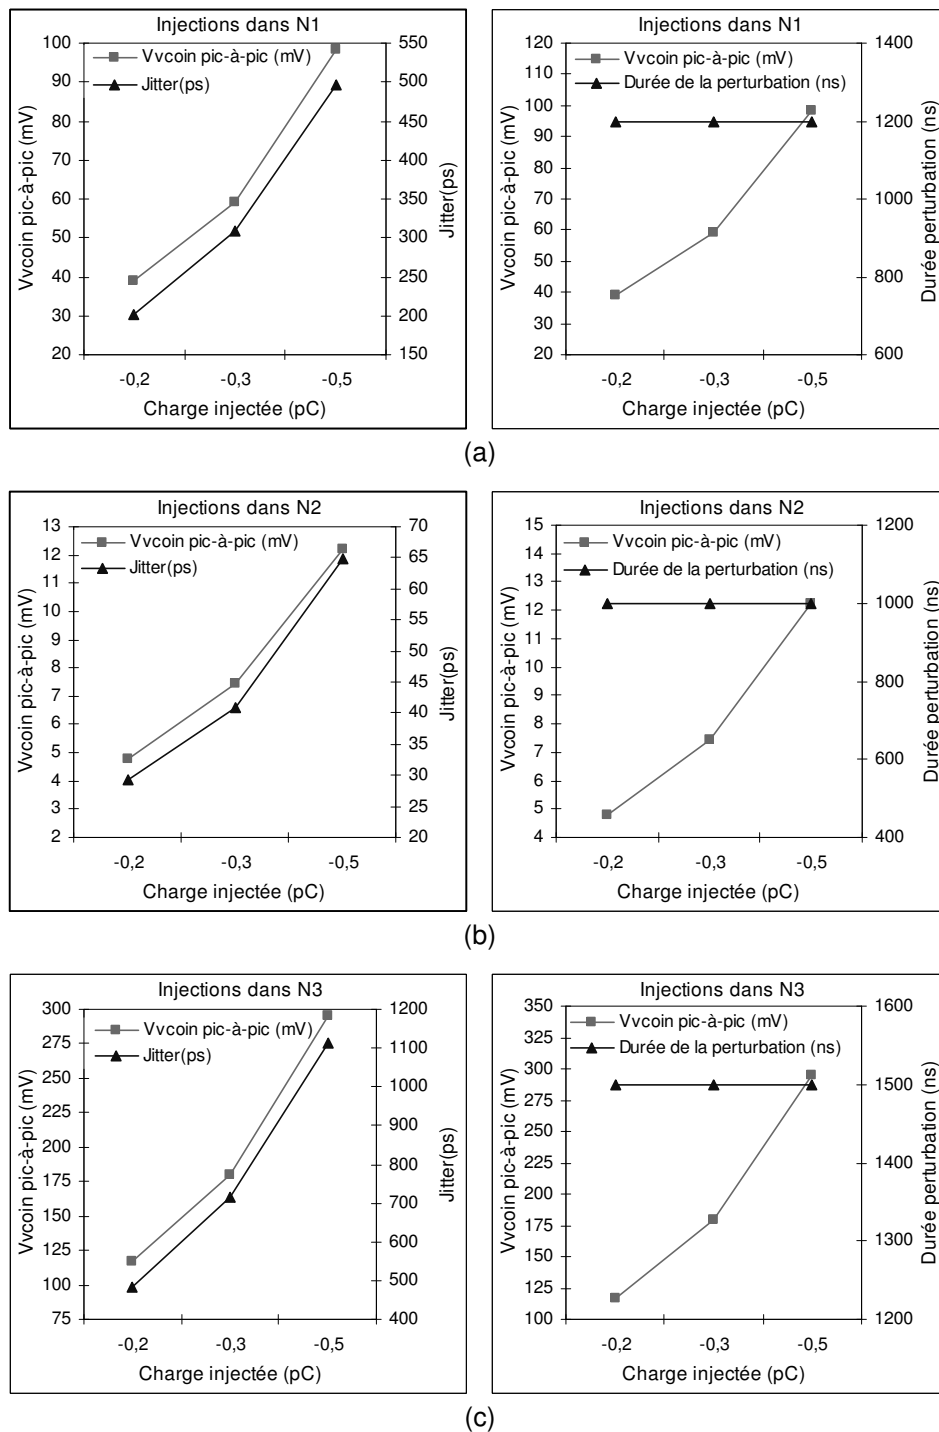 Injections dans N1
Vvcoin pic-à-pic (mV)
Jitter(ps)
100
90
80
70
60
50
40
30
20
550
500
450
400
350
300
250
200
150
Vvcoin pic-à-pic (mV)
Jitter(ps)
-0,2 -0,3 -0,5
Charge injectée (pC)
Injections dans N1
Vvcoin pic-à-pic (mV)
Durée de la perturbation (ns)
120
110
100
90
80
70
60
50
40
30
20
1400
1200
1000
800
600
Vvcoin pic-à-pic (mV)
Durée perturbation (ns)
-0,2 -0,3 -0,5
Charge injectée (pC)
(a)
Injections dans N2
Vvcoin pic-à-pic (mV)
Jitter(ps)
13
12
11
10
9
8
7
6
5
4
3
2
70
65
60
55
50
45
40
35
30
25
20
Vvcoin pic-à-pic (mV)
Jitter(ps)
-0,2 -0,3 -0,5
Charge injectée (pC)
Injections dans N2
Vvcoin pic-à-pic (mV)
Durée de la perturbation (ns)
15
14
13
12
11
10
9
8
7
6
5
4
1200
1000
800
600
400
Vvcoin pic-à-pic (mV)
Durée perturbation (ns)
-0,2 -0,3 -0,5
Charge injectée (pC)
(b)
Injections dans N3
Vvcoin pic-à-pic (mV)
Jitter(ps)
300
275
250
225
200
175
150
125
100
75
1200
1100
1000
900
800
700
600
500
400
Vvcoin pic-à-pic (mV)
Jitter(ps)
-0,2 -0,3 -0,5
Charge injectée (pC)
Injections dans N3
Vvcoin pic-à-pic (mV)
Durée de la perturbation (ns)
350
325
300
275
250
225
200
175
150
125
100
1600
1500
1400
1300
1200
Vvcoin pic-à-pic (mV)
Durée perturbation (ns)
-0,2 -0,3 -0,5
Charge injectée (pC)
(c)